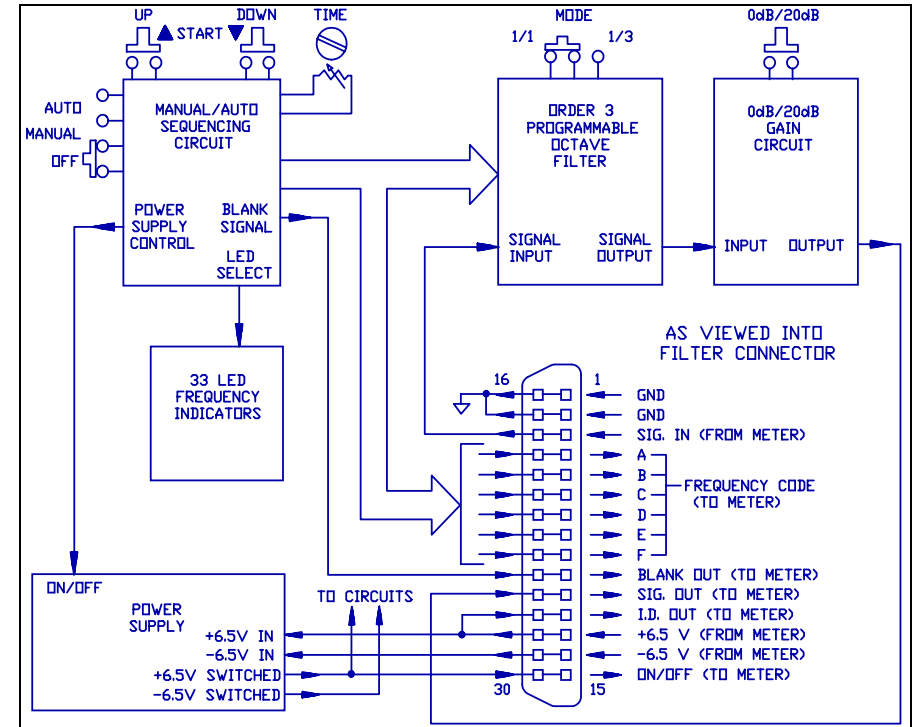 UP
DOWN
START
TIME
MODE
1/1
1/3
0dB/20dB
AUTO
MANUAL
OFF
MANUAL/AUTO
SEQUENCING
CIRCUIT
POWER
SUPPLY
CONTROL
BLANK
SIGNAL
LED
SELECT
ORDER 3
PROGRAMMABLE
OCTAVE
FILTER
SIGNAL
INPUT
SIGNAL
OUTPUT
0dB/20dB
GAIN
CIRCUIT
INPUT
OUTPUT
33 LED
FREQUENCY
INDICATORS
AS VIEWED INTO
FILTER CONNECTOR
16
1
GND
GND
SIG. IN (FROM METER)
A
B
C
D
E
F
FREQUENCY CODE
(TO METER)
BLANK OUT (TO METER)
SIG. OUT (TO METER)
I.D. OUT (TO METER)
+6.5 V (FROM METER)
-6.5 V (FROM METER)
ON/OFF (TO METER)
30
15
TO CIRCUITS
ON/OFF
POWER
SUPPLY
+6.5V IN
-6.5V IN
+6.5V SWITCHED
-6.5V SWITCHED